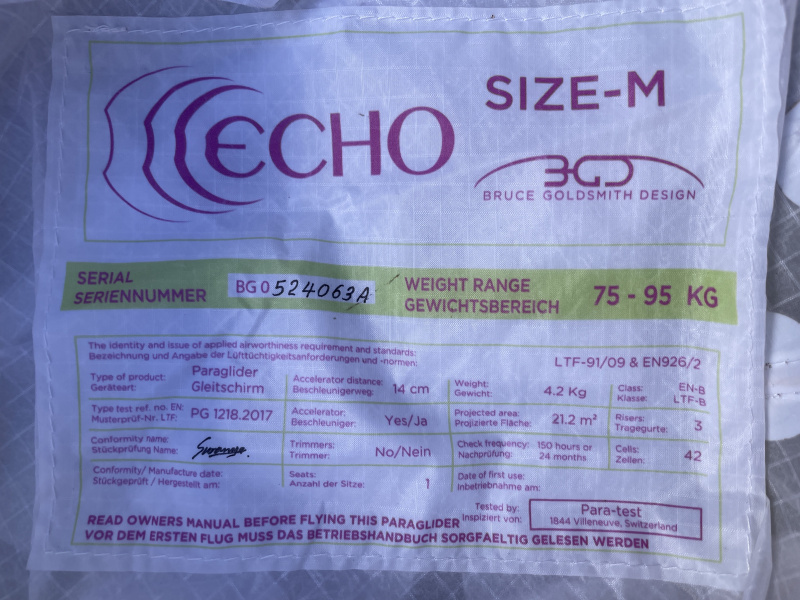 ECHO
SIZE-M
BGD
BRUCE GOLDSMITH DESIGN
SERIAL
SERIENNUMMER
BG 0 524063A
WEIGHT RANGE
GEWICHTSBEREICH
75 - 95 KG
The identity and issue of applied airworthiness requirement and standards:
Bezeichnung und Angabe der Lüfttüchtigkeitsanforderungen und -normen:
LTF-91/09 & EN926/2
Type of product:
Geräteart:
Paraglider
Gleitschirm
Accelerator distance:
Beschleunigerweg:
14 cm
Weight:
Gewicht:
4.2 Kg
Class:
Klasse:
EN-B
LTF-B
Type test ref. no. EN:
Musterprüf-Nr. LTF:
PG 1218.2017
Accelerator:
Beschleuniger:
Yes/Ja
Projected area:
Projizierte Fläche:
21.2 m²
Risers:
Tragegurte:
3
Conformity name:
Stückprüfung Name:
Trimmers:
Trimmer:
No/Nein
Check frequency:
Nachprüfung:
150 hours or
24 months
Cells:
Zellen:
42
Conformity/ Manufacture date:
Stückgeprüft / Hergestellt am:
Seats:
Anzahl der Sitze:
1
Date of first use:
Inbetriebnahme am:
Tested by:
Inspiziert von:
Para-test
1844 Villeneuve, Switzerland
READ OWNERS MANUAL BEFORE FLYING THIS PARAGLIDER
VOR DEM ERSTEN FLUG MUSS DAS BETRIEBSHANDBUCH SORGFAELTIG GELESEN WERDEN